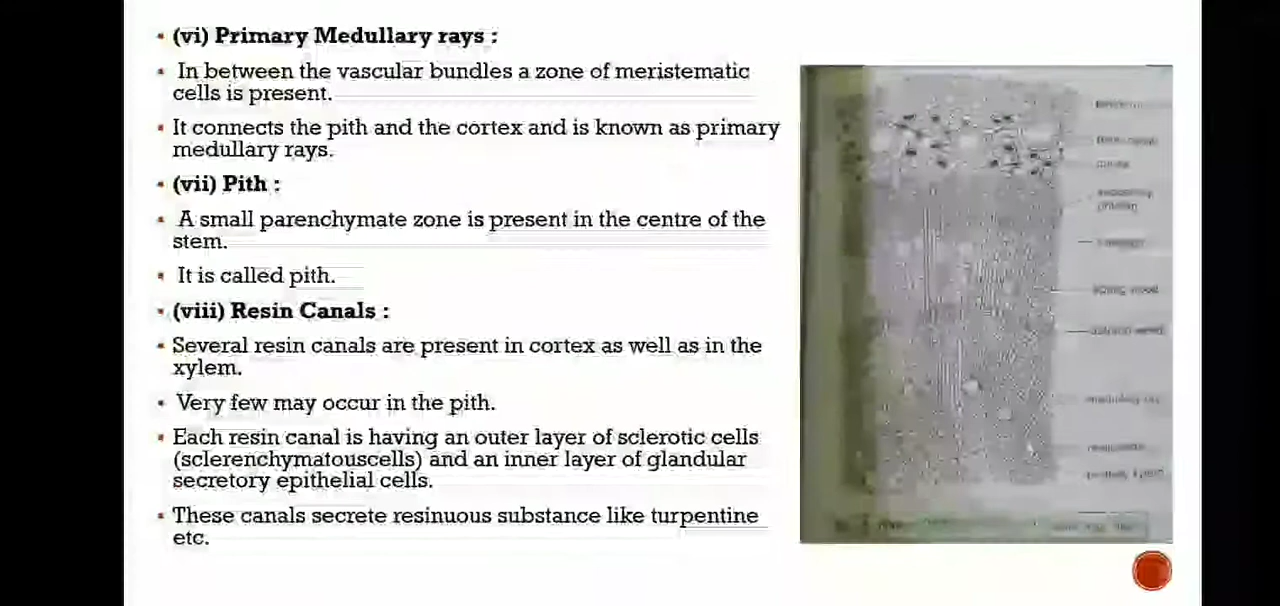 (vi) Primary Medullary rays :
In between the vascular bundles a zone of meristematic
cells is present.
It connects the pith and the cortex and is known as primary
medullary rays.
(vii) Pith :
A small parenchymate zone is present in the centre of the
stem.
It is called pith.
(viii) Resin Canals :
Several resin canals are present in cortex as well as in the
xylem.
Very few may occur in the pith.
Each resin canal is having an outer layer of sclerotic cells
(sclerenchymatouscells) and an inner layer of glandular
secretory epithelial cells.
These canals secrete resinuous substance like turpentine
etc.